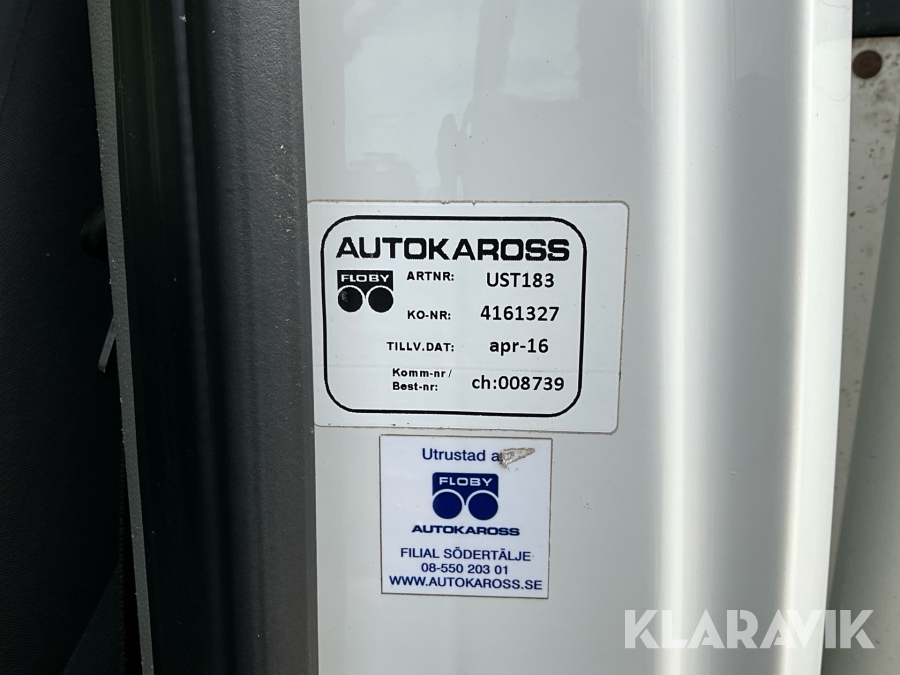 AUTOKAROSS
FLOBY
ARTNR: UST183
KO-NR: 4161327
TILLV.DAT: apr-16
Komm-nr/
Best-nr: ch:008739
Utrustad
FLOBY
AUTOKAROSS
FILIAL SÖDERTÄLJE
08-550 203 01
WWW.AUTOKAROSS.SE
KLARAVIK